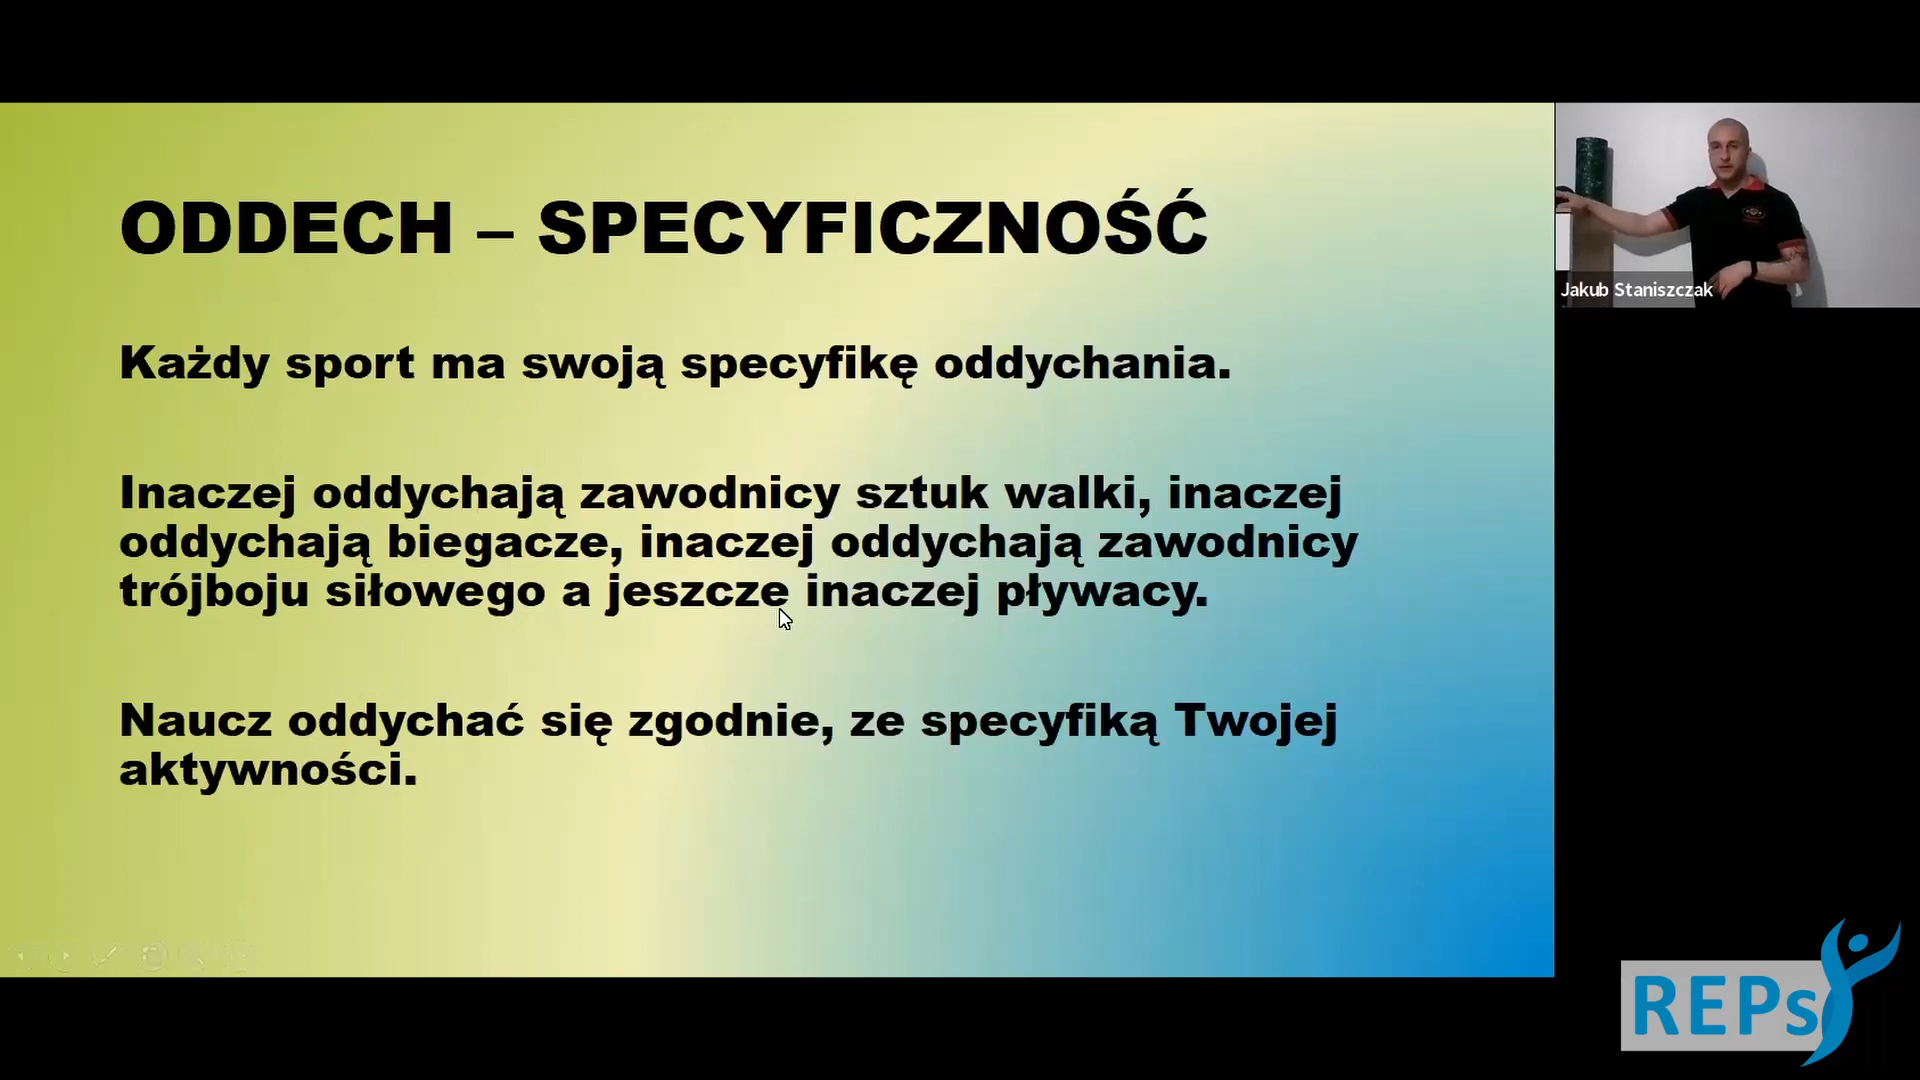 ODDECH – SPECYFICZNOŚĆ
Każdy sport ma swoją specyfikę oddychania.
Inaczej oddychają zawodnicy sztuk walki, inaczej
oddychają biegacze, inaczej oddychają zawodnicy
trójboju siłowego a jeszcze inaczej pływacy.
Naucz oddychać się zgodnie, ze specyfiką Twojej
aktywności.
Jakub Staniszczak
REPs